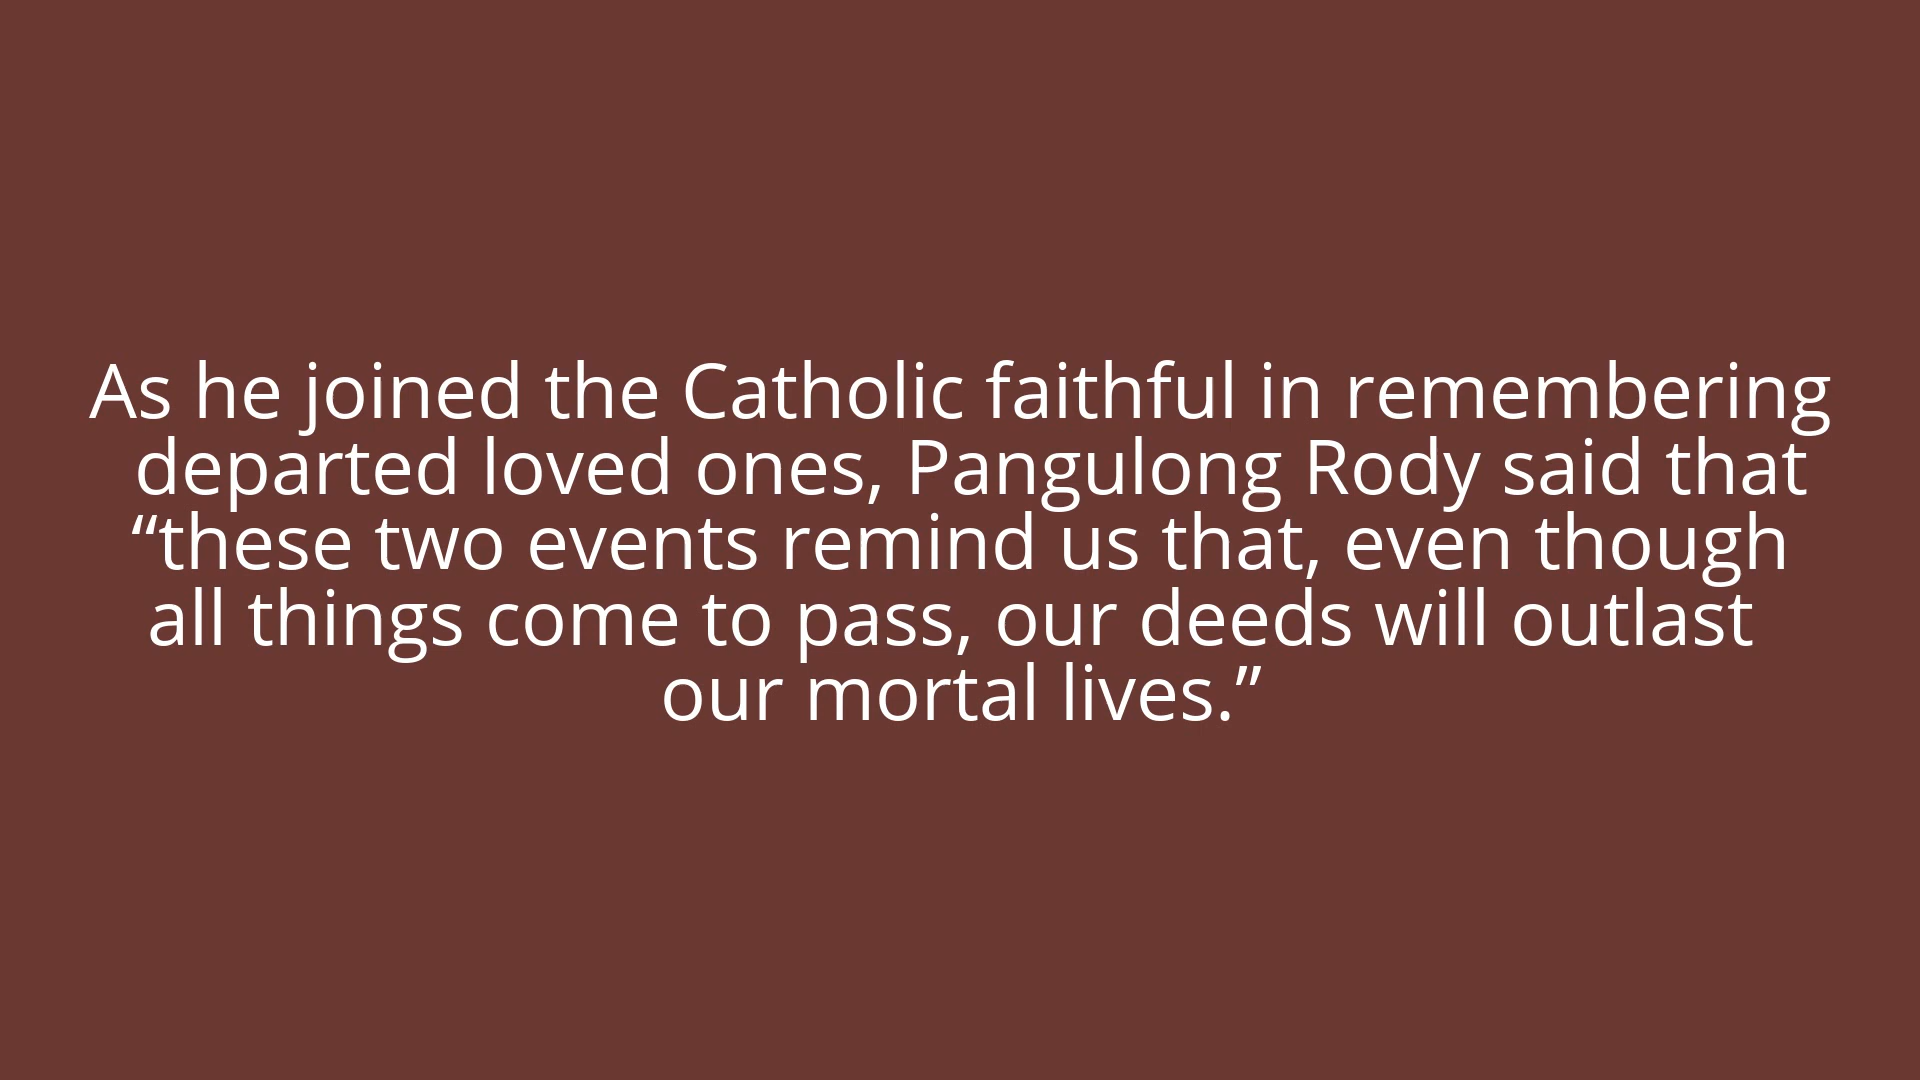 As he joined the Catholic faithful in remembering
departed loved ones, Pangulong Rody said that
“these two events remind us that, even though
all things come to pass, our deeds will outlast
our mortal lives.”